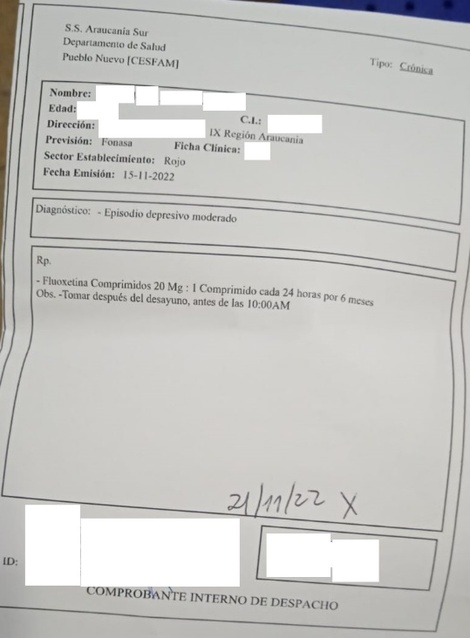 S.S. Araucanía Sur
Departamento de Salud
Pueblo Nuevo [CESFAM]
Tipo: Crónica
Nombre:
Edad:
C.I.:
Dirección: IX Región Araucania
Previsión: Fonasa Ficha Clínica:
Sector Establecimiento: Rojo
Fecha Emisión: 15-11-2022
Diagnóstico: - Episodio depresivo moderado
Rp.
- Fluoxetina Comprimidos 20 Mg : 1 Comprimido cada 24 horas por 6 meses
Obs. -Tomar después del desayuno, antes de las 10:00AM
21/11/22 X
ID:
COMPROBANTE INTERNO DE DESPACHO